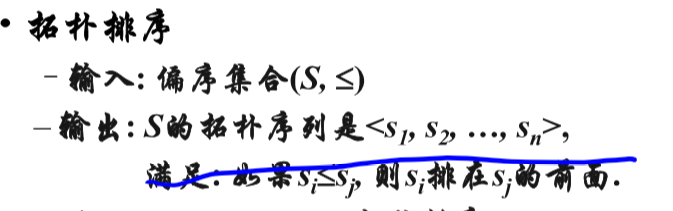 • 拓扑排序
– 输入: 偏序集合(S, ≤)
– 输出: S的拓扑序列是<s₁, s₂, …, sₙ>,
满足: 如果sᵢ≤sⱼ, 则sᵢ排在sⱼ的前面.